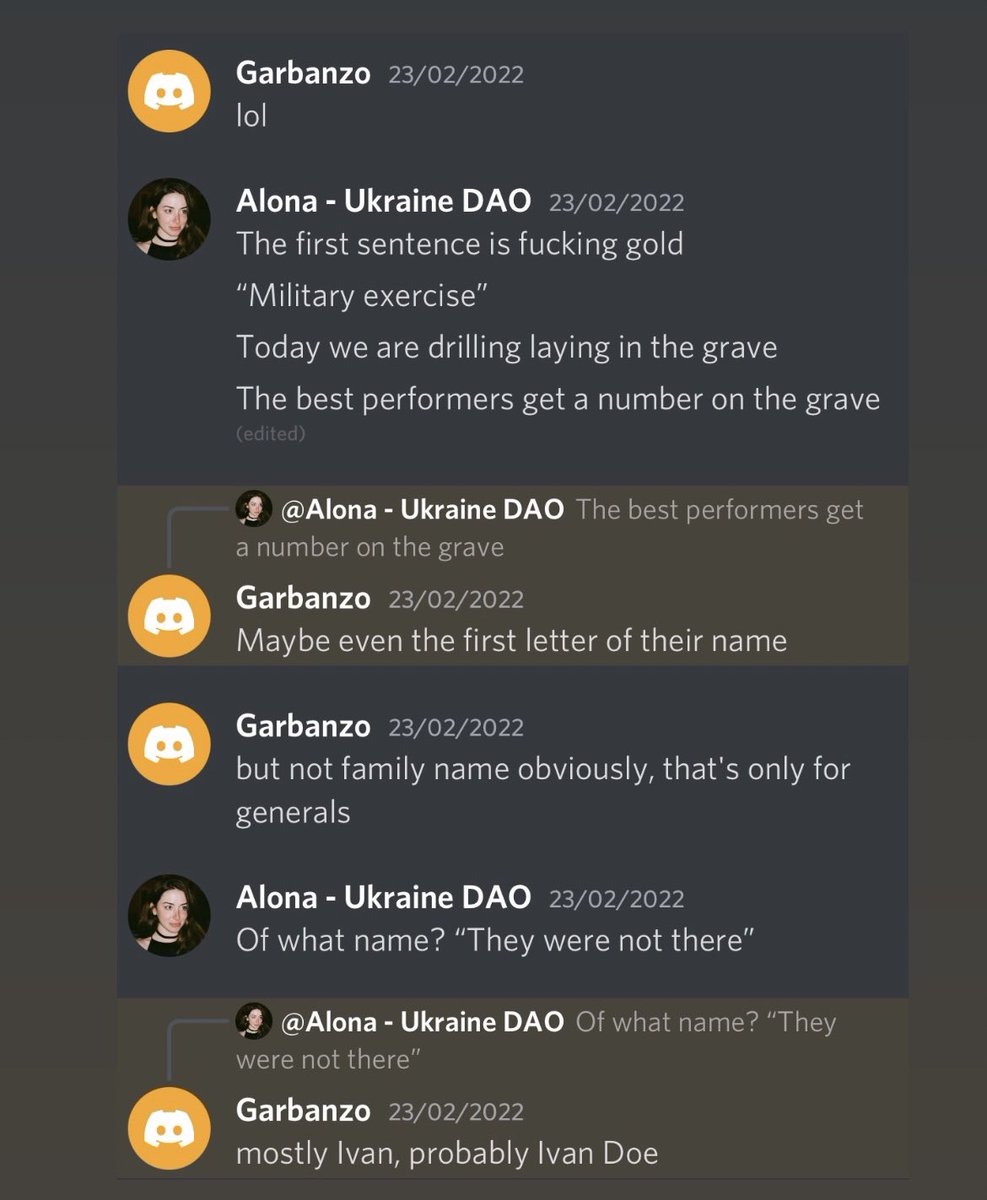 Garbanzo 23/02/2022
lol
Alona - Ukraine DAO 23/02/2022
The first sentence is fucking gold
“Military exercise”
Today we are drilling laying in the grave
The best performers get a number on the grave
(edited)
@Alona - Ukraine DAO The best performers get
a number on the grave
Garbanzo 23/02/2022
Maybe even the first letter of their name
Garbanzo 23/02/2022
but not family name obviously, that's only for
generals
Alona - Ukraine DAO 23/02/2022
Of what name? “They were not there”
@Alona - Ukraine DAO Of what name? “They
were not there”
Garbanzo 23/02/2022
mostly Ivan, probably Ivan Doe